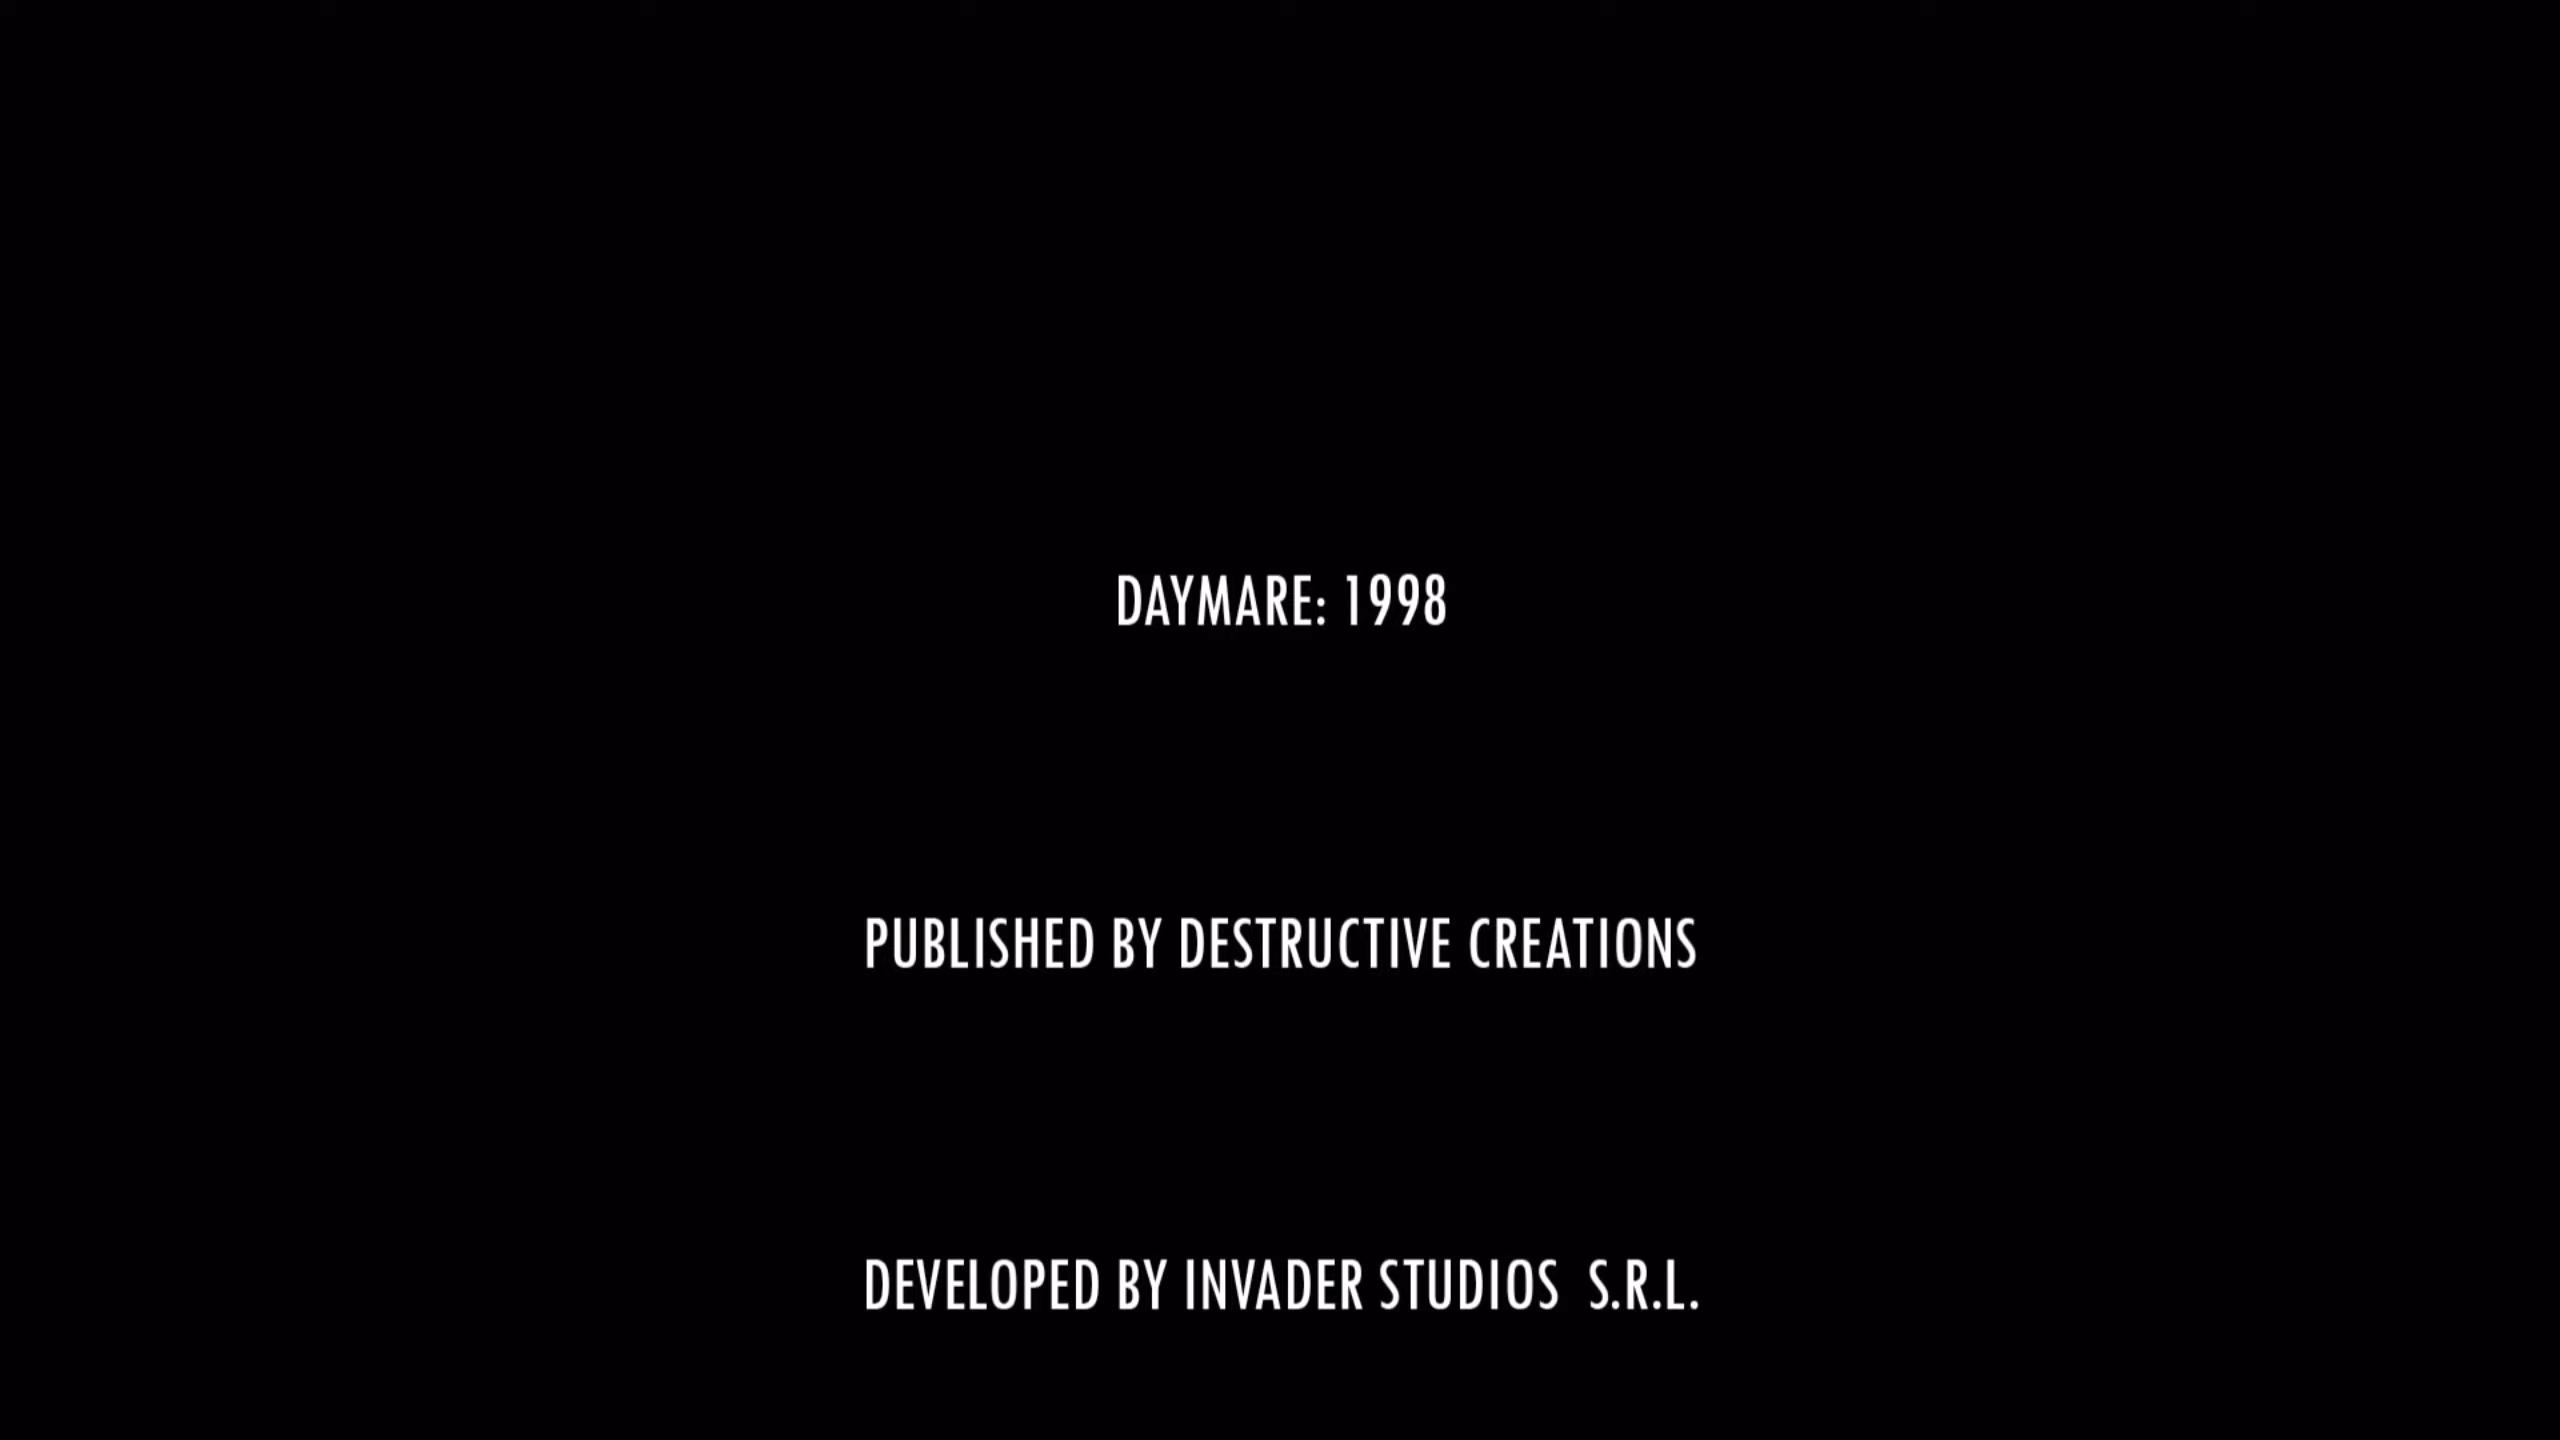 DAYMARE: 1998
PUBLISHED BY DESTRUCTIVE CREATIONS
DEVELOPED BY INVADER STUDIOS  S.R.L.